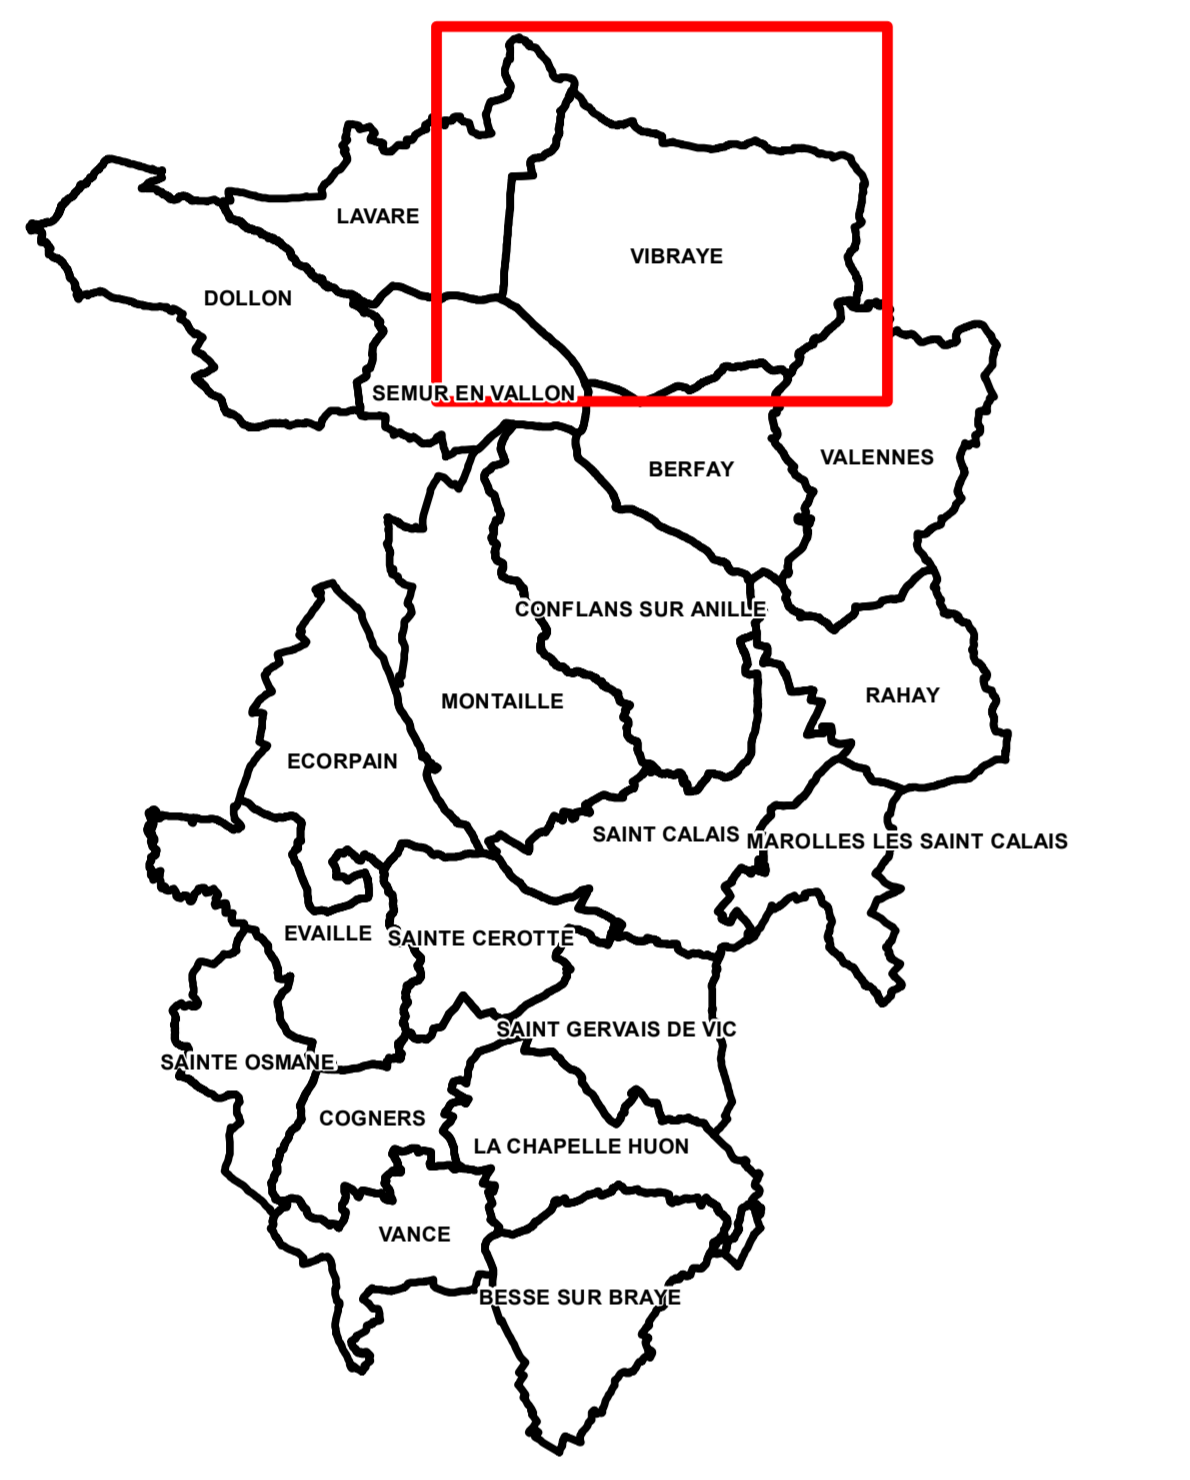 LAVARE
VIBRAYE
DOLLON
SEMUR EN VALLON
VALENNES
BERFAY
CONFLANS SUR ANILLE
RAHAY
MONTAILLE
ECORPAIN
SAINT CALAIS
MAROLLES LES SAINT CALAIS
EVAILLE
SAINTE CEROTTE
SAINT GERVAIS DE VIC
SAINTE OSMANE
COGNERS
LA CHAPELLE HUON
VANCE
BESSE SUR BRAYE